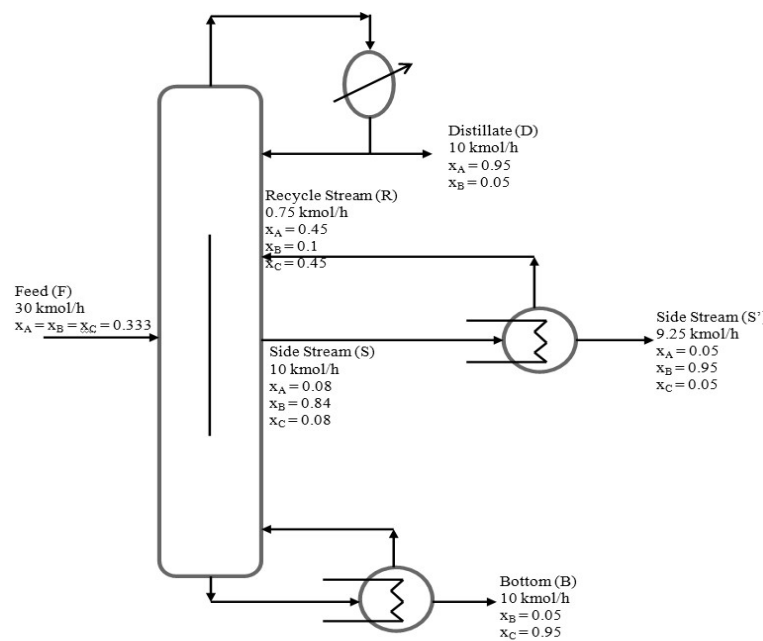 Distillate (D)
10 kmol/h
xA = 0.95
xB = 0.05
Recycle Stream (R)
0.75 kmol/h
xA = 0.45
xB = 0.1
xC = 0.45
Feed (F)
30 kmol/h
xA = xB = xC = 0.333
Side Stream (S)
10 kmol/h
xA = 0.08
xB = 0.84
xC = 0.08
Side Stream (S’)
9.25 kmol/h
xA = 0.05
xB = 0.95
xC = 0.05
Bottom (B)
10 kmol/h
xB = 0.05
xC = 0.95